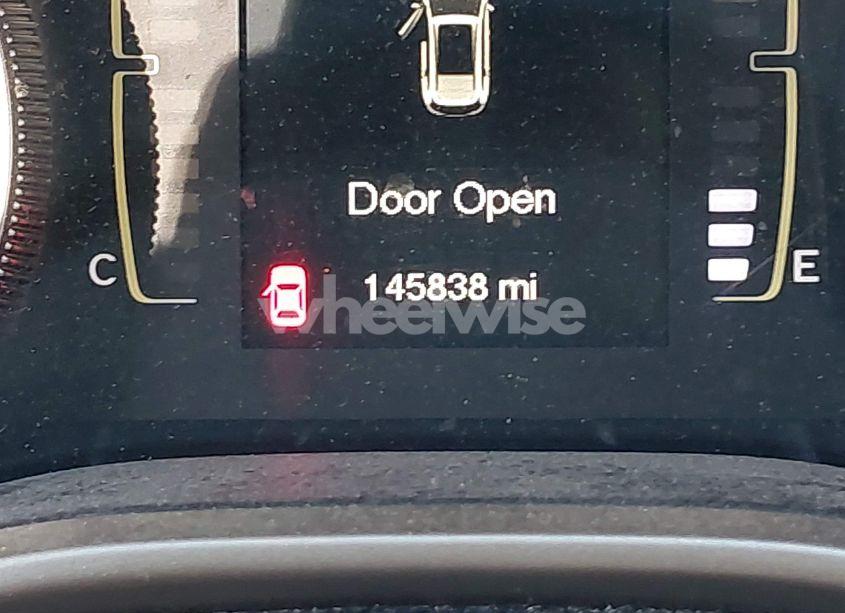 Door Open
C
E
145838 mi
wheelwise